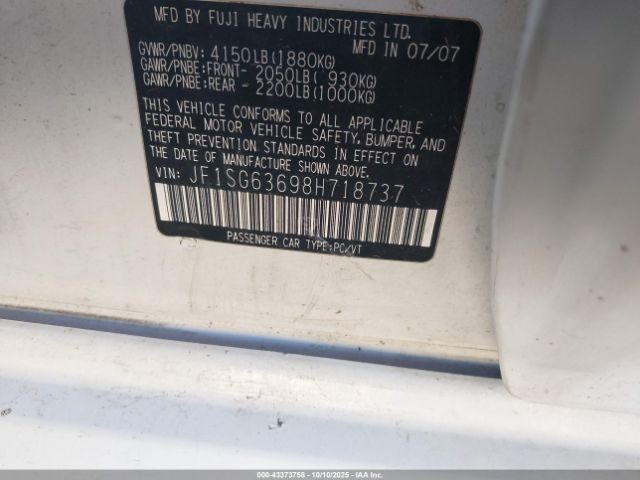 MFD BY FUJI HEAVY INDUSTRIES LTD.
MFD IN 07/07
GVWR/PNBV: 4150LB(1880KG)
GAWR/PNBE:FRONT- 2050LB( 930KG)
GAWR/PNBE:REAR - 2200LB(1000KG)
THIS VEHICLE CONFORMS TO ALL APPLICABLE
FEDERAL MOTOR VEHICLE SAFETY, BUMPER, AND
THEFT PREVENTION STANDARDS IN EFFECT ON
THE DATE OF MANUFACTURE SHOWN ABOVE.
VIN: JF1SG63698H718737
PASSENGER CAR TYPE:PC/VT
000-43373758 - 10/10/2025 - IAAI.com